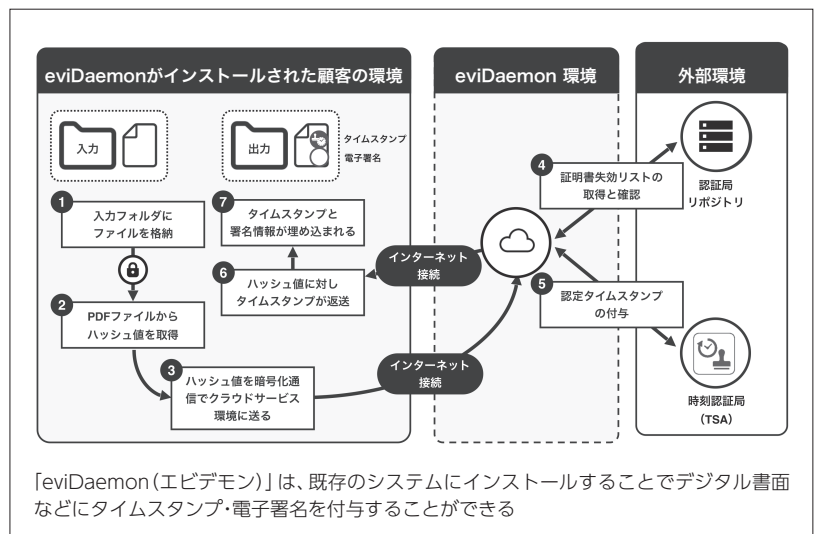 eviDaemonがインストールされた顧客の環境
入力
出力
タイムスタンプ
電子署名
1
入力フォルダに
ファイルを格納
2
PDFファイルから
ハッシュ値を取得
3
ハッシュ値を暗号化通
信でクラウドサービス
環境に送る
7
タイムスタンプと
署名情報が埋め込まれる
6
ハッシュ値に対し
タイムスタンプが返送
インターネット
接続
インターネット
接続
eviDaemon 環境
外部環境
4
証明書失効リストの
取得と確認
認証局
リポジトリ
5
認定タイムスタンプ
の付与
時刻認証局
(TSA)
「eviDaemon(エビデモン)」は、既存のシステムにインストールすることでデジタル書面
などにタイムスタンプ・電子署名を付与することができる